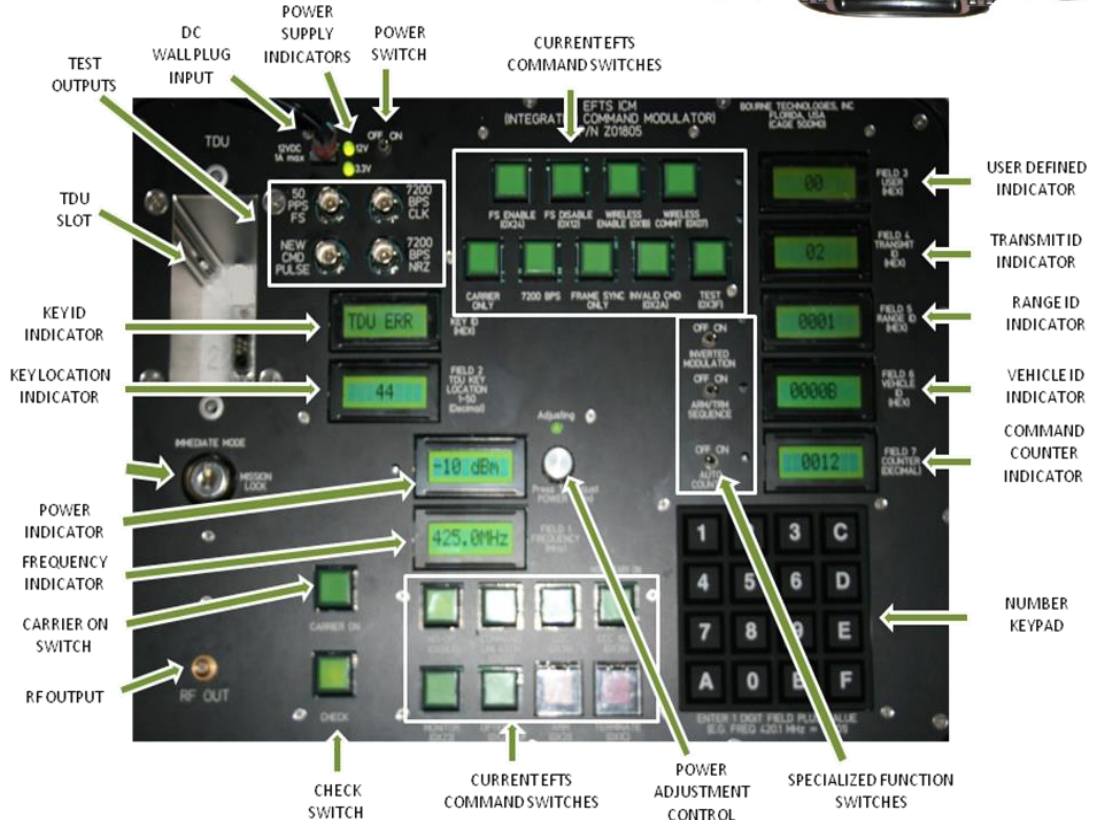 POWER
SUPPLY
INDICATORS
DC
WALL PLUG
INPUT
POWER
SWITCH
CURRENT EFTS
COMMAND SWITCHES
TEST
OUTPUTS
TDU
SLOT
KEY ID
INDICATOR
KEY LOCATION
INDICATOR
POWER
INDICATOR
FREQUENCY
INDICATOR
CARRIER ON
SWITCH
RF OUTPUT
CHECK
SWITCH
CURRENT EFTS
COMMAND SWITCHES
POWER
ADJUSTMENT
CONTROL
SPECIALIZED FUNCTION
SWITCHES
USER DEFINED
INDICATOR
TRANSMIT ID
INDICATOR
RANGE ID
INDICATOR
VEHICLE ID
INDICATOR
COMMAND
COUNTER
INDICATOR
NUMBER
KEYPAD
TDU
12VDC
1A max
OFF ON
12V
3.3V
EFTS ICM
(INTEGRATED COMMAND MODULATOR)
P/N Z01805
BOURNE TECHNOLOGIES, INC
FLORIDA, USA
50
PPS
FS
7200
BPS
CLK
NEW
CMD
PULSE
7200
BPS
NRZ
FS ENABLE
(0X24)
FS DISABLE
(0X12)
WIRELESS
ENABLE
WIRELESS
COMMIT
CARRIER
ONLY
7200 BPS
FRAME SYNC
ONLY
INVALID CMD
(0X2A)
TEST
(0X3F)
00
FIELD 3
USER
(HEX)
02
FIELD 4
TRANSMIT
ID
(HEX)
0001
FIELD 5
RANGE ID
(HEX)
0000B
FIELD 6
VEHICLE
ID
(HEX)
0012
FIELD 7
COUNTER
(DECIMAL)
TDU ERR
KEY ID
(HEX)
44
FIELD 2
TDU KEY
LOCATION
1-50
(Decimal)
OFF ON
INVERTED
MODULATION
OFF ON
ARM/TRM
SEQUENCE
OFF ON
AUTO
IMMEDIATE MODE
MISSION
LOCK
-10 dBm
Adjusting
POWER
425.0MHz
FIELD 1
FREQUENCY
CARRIER ON
CHECK
RF OUT
MONITOR
TERMINATE
1 3 C
4 5 6 D
7 8 E
A 0 F
ENTER 1 DIGIT FIELD PLUS VALUE
(E.G. FREQ 420.1 MHz =